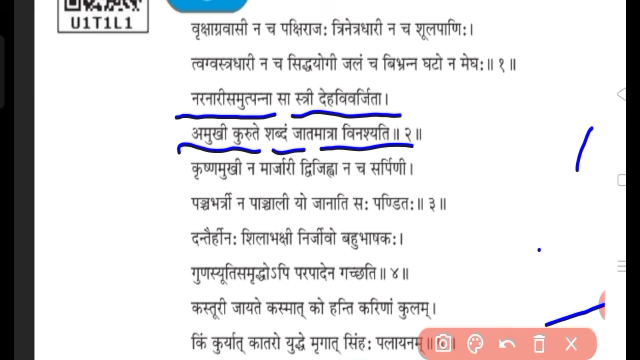 U1T1L1
वृक्षाग्रवासी न च पक्षिराज: त्रिनेत्रधारी न च शूलपाणि:।
त्वग्वस्त्रधारी न च सिद्धयोगी जलं च बिभ्रन्न घटो न मेघ:॥१॥
नरनारीसमुत्पन्ना सा स्त्री देहविवर्जिता।
अमुखी कुरुते शब्दं जातमात्रा विनश्यति॥२॥
कृष्णमुखी न मार्जारी द्विजिह्वा न च सर्पिणी।
पञ्चभर्त्री न पाञ्चाली यो जानाति स: पण्डित:॥३॥
दन्तैर्हीन: शिलाभक्षी निर्जीवो बहुभाषक:।
गुणस्यूतिसमृद्धोऽपि परपादेन गच्छति॥४॥
कस्तूरी जायते कस्मात् को हन्ति करिणां कुलम्।
किं कुर्यात् कातरो युद्धे मृगात् सिंह: पलायनम्॥